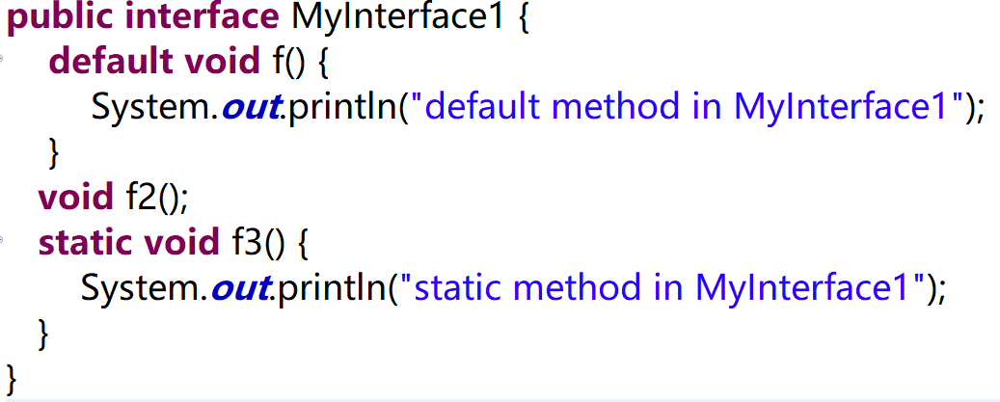 public interface MyInterface1 {
default void f() {
System.out.println("default method in MyInterface1");
}
void f2();
static void f3() {
System.out.println("static method in MyInterface1");
}
}